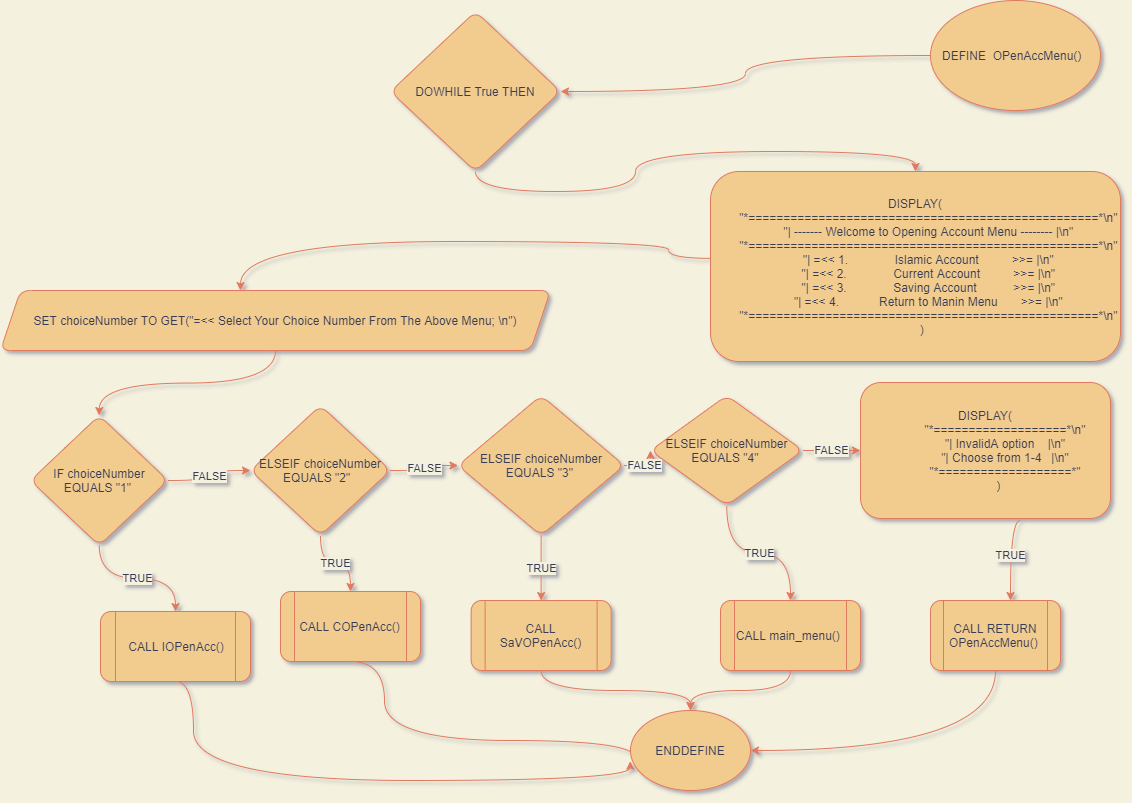 DEFINE  OPenAccMenu()
DOWHILE True THEN
DISPLAY(
"*==================================================*\n"
"| ------- Welcome to Opening Account Menu -------- |\n"
"*==================================================*\n"
"| =<< 1.              Islamic Account          >>= |\n"
"| =<< 2.              Current Account          >>= |\n"
"| =<< 3.              Saving Account           >>= |\n"
"| =<< 4.            Return to Manin Menu       >>= |\n"
"*==================================================*\n"
)
SET choiceNumber TO GET("=<< Select Your Choice Number From The Above Menu; \n")
IF choiceNumber
EQUALS "1"
FALSE
ELSEIF choiceNumber
EQUALS "2"
FALSE
ELSEIF choiceNumber
EQUALS "3"
FALSE
ELSEIF choiceNumber
EQUALS "4"
FALSE
DISPLAY(
"*===================*\n"
"| InvalidA option    |\n"
"| Choose from 1-4   |\n"
"*===================*"
)
TRUE
TRUE
TRUE
TRUE
TRUE
CALL IOPenAcc()
CALL COPenAcc()
CALL
SaVOPenAcc()
CALL main_menu()
CALL RETURN
OPenAccMenu()
ENDDEFINE